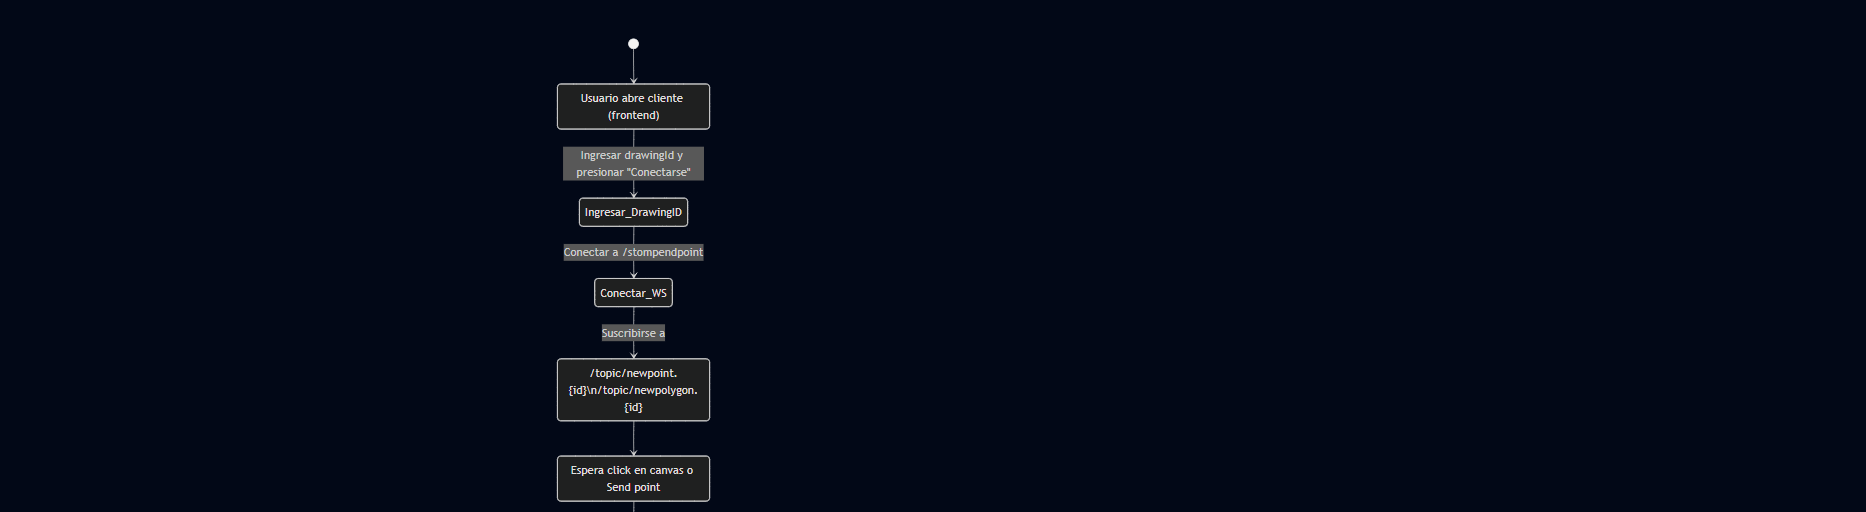 Usuario abre cliente
(frontend)
Ingresar drawingId y
presionar "Conectarse"
Ingresar_DrawingID
Conectar a /stompendpoint
Conectar_WS
Suscribirse a
/topic/newpoint.
{id}\n/topic/newpolygon.
{id}
Espera click en canvas o
Send point